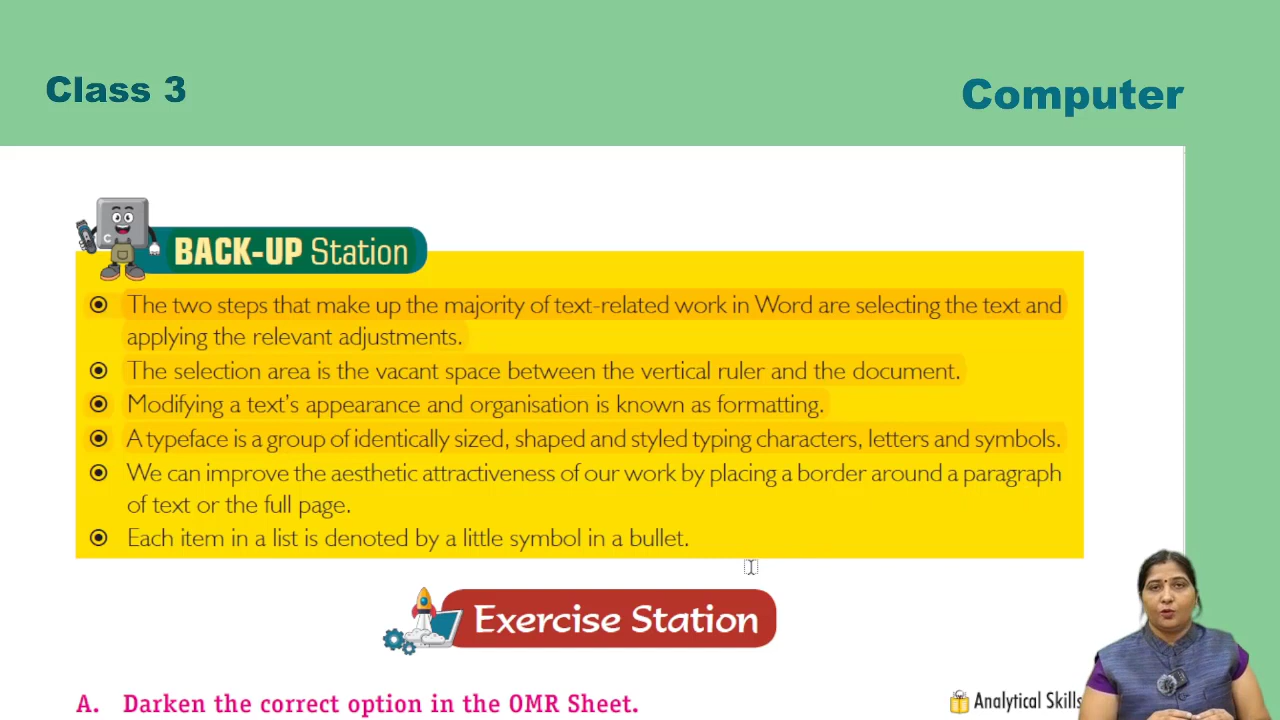 Class 3
Computer
BACK-UP Station
The two steps that make up the majority of text-related work in Word are selecting the text and
applying the relevant adjustments.
The selection area is the vacant space between the vertical ruler and the document.
Modifying a text's appearance and organisation is known as formatting.
A typeface is a group of identically sized, shaped and styled typing characters, letters and symbols.
We can improve the aesthetic attractiveness of our work by placing a border around a paragraph
of text or the full page.
Each item in a list is denoted by a little symbol in a bullet.
Exercise Station
A. Darken the correct option in the OMR Sheet.
Analytical Skills